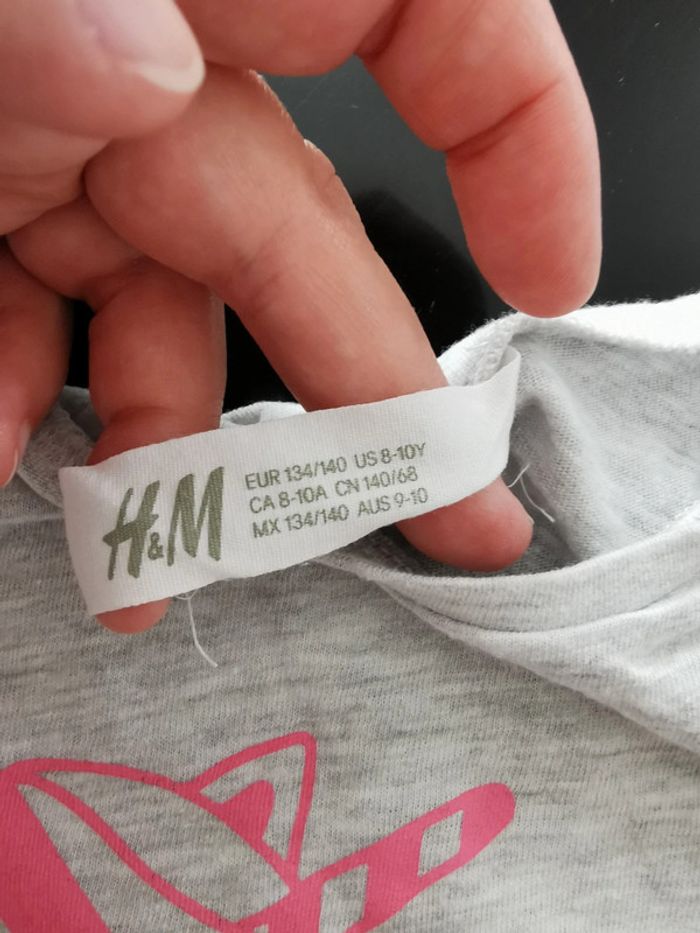 H&M
EUR 134/140 US 8-10Y
CA 8-10A CN 140/68
MX 134/140 AUS 9-10